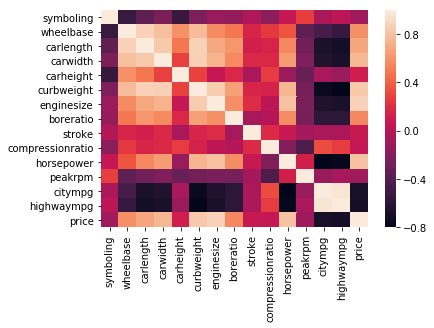 symboling
wheelbase
carlength
carwidth
carheight
curbweight
enginesize
boreratio
stroke
compressionratio
horsepower
peakrpm
citympg
highwaympg
price
symboling
wheelbase
carlength
carwidth
carheight
curbweight
enginesize
boreratio
stroke
compressionratio
horsepower
peakrpm
citympg
highwaympg
price
0.8
0.4
0.0
−0.4
−0.8